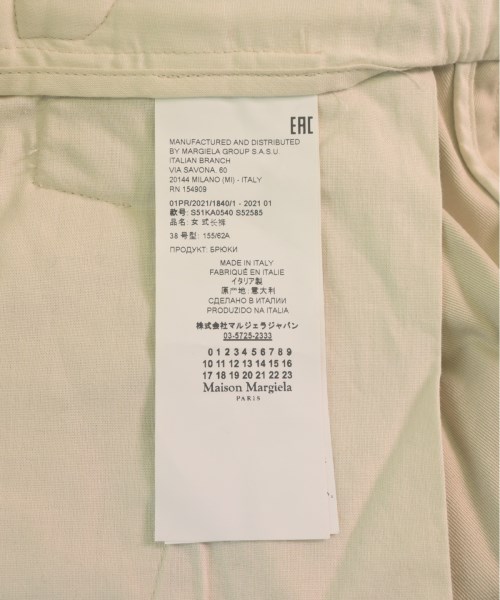 EAC
MANUFACTURED AND DISTRIBUTED
BY MARGIELA GROUP S.A.S.U.
ITALIAN BRANCH
VIA SAVONA, 60
20144 MILANO (MI) - ITALY
RN 154909
01PR/2021/1840/1 - 2021 01
款号: S51KA0540 S52585
品名: 女 式 长裤
38 号型: 155/62A
ПРОДУКТ: БРЮКИ
MADE IN ITALY
FABRIQUÉ EN ITALIE
イタリア製
原产地: 意大利
СДЕЛАНО В ИТАЛИИ
PRODUZIDO NA ITALIA
株式会社マルジェラジャパン
03-5725-2333
0 1 2 3 4 5 6 7 8 9
10 11 12 13 14 15 16
17 18 19 20 21 22 23
Maison Margiela
PARIS